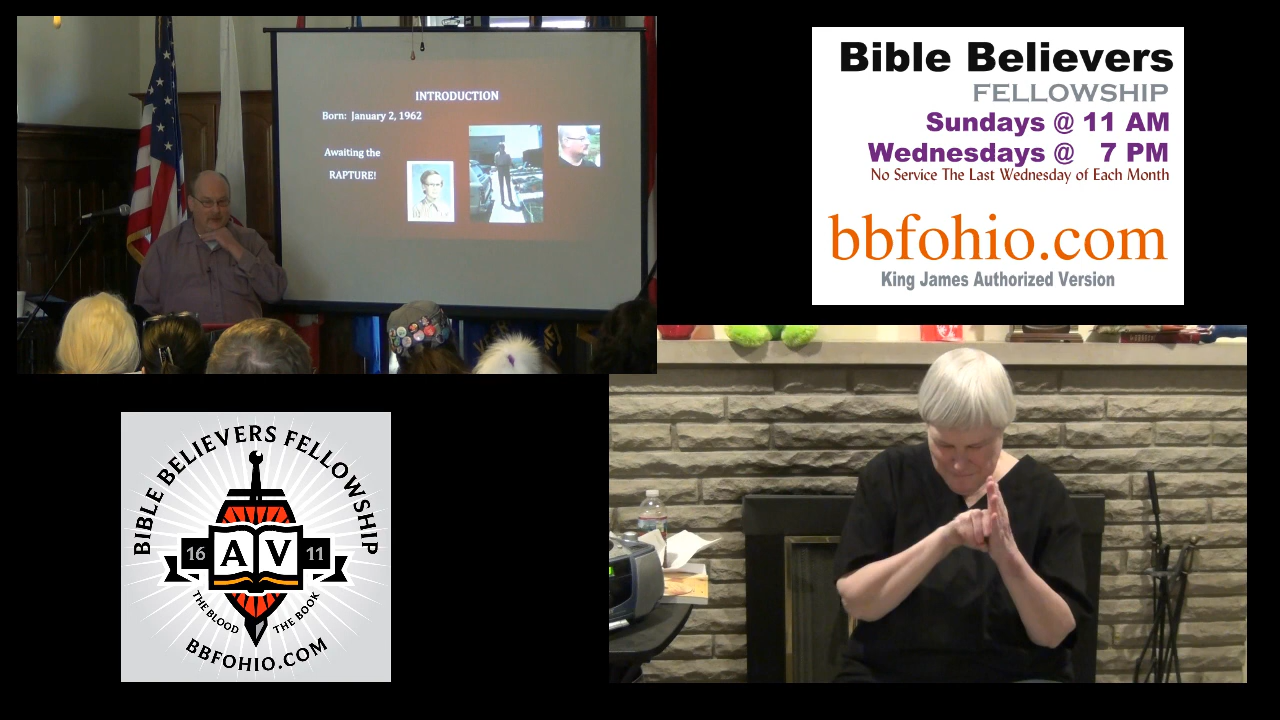 INTRODUCTION
Born: January 2, 1962
Awaiting the
RAPTURE!
Bible Believers
FELLOWSHIP
Sundays @ 11 AM
Wednesdays @ 7 PM
No Service The Last Wednesday of Each Month
bbfohio.com
King James Authorized Version
BIBLE BELIEVERS FELLOWSHIP
16 AV 11
THE BLOOD THE BOOK
BBFOHIO.COM